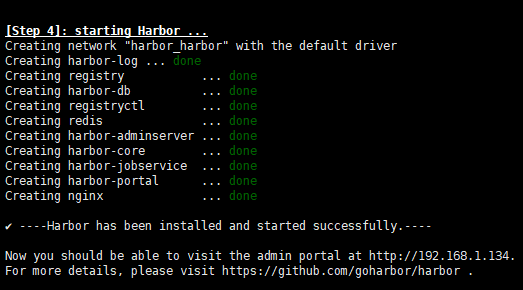 [Step 4]: starting Harbor ...
Creating network "harbor_harbor" with the default driver
Creating harbor-log ... done
Creating registry           ... done
Creating harbor-db          ... done
Creating registryctl        ... done
Creating redis              ... done
Creating harbor-adminserver ... done
Creating harbor-core        ... done
Creating harbor-jobservice  ... done
Creating harbor-portal      ... done
Creating nginx              ... done
✔ ----Harbor has been installed and started successfully.----
Now you should be able to visit the admin portal at http://192.168.1.134.
For more details, please visit https://github.com/goharbor/harbor .